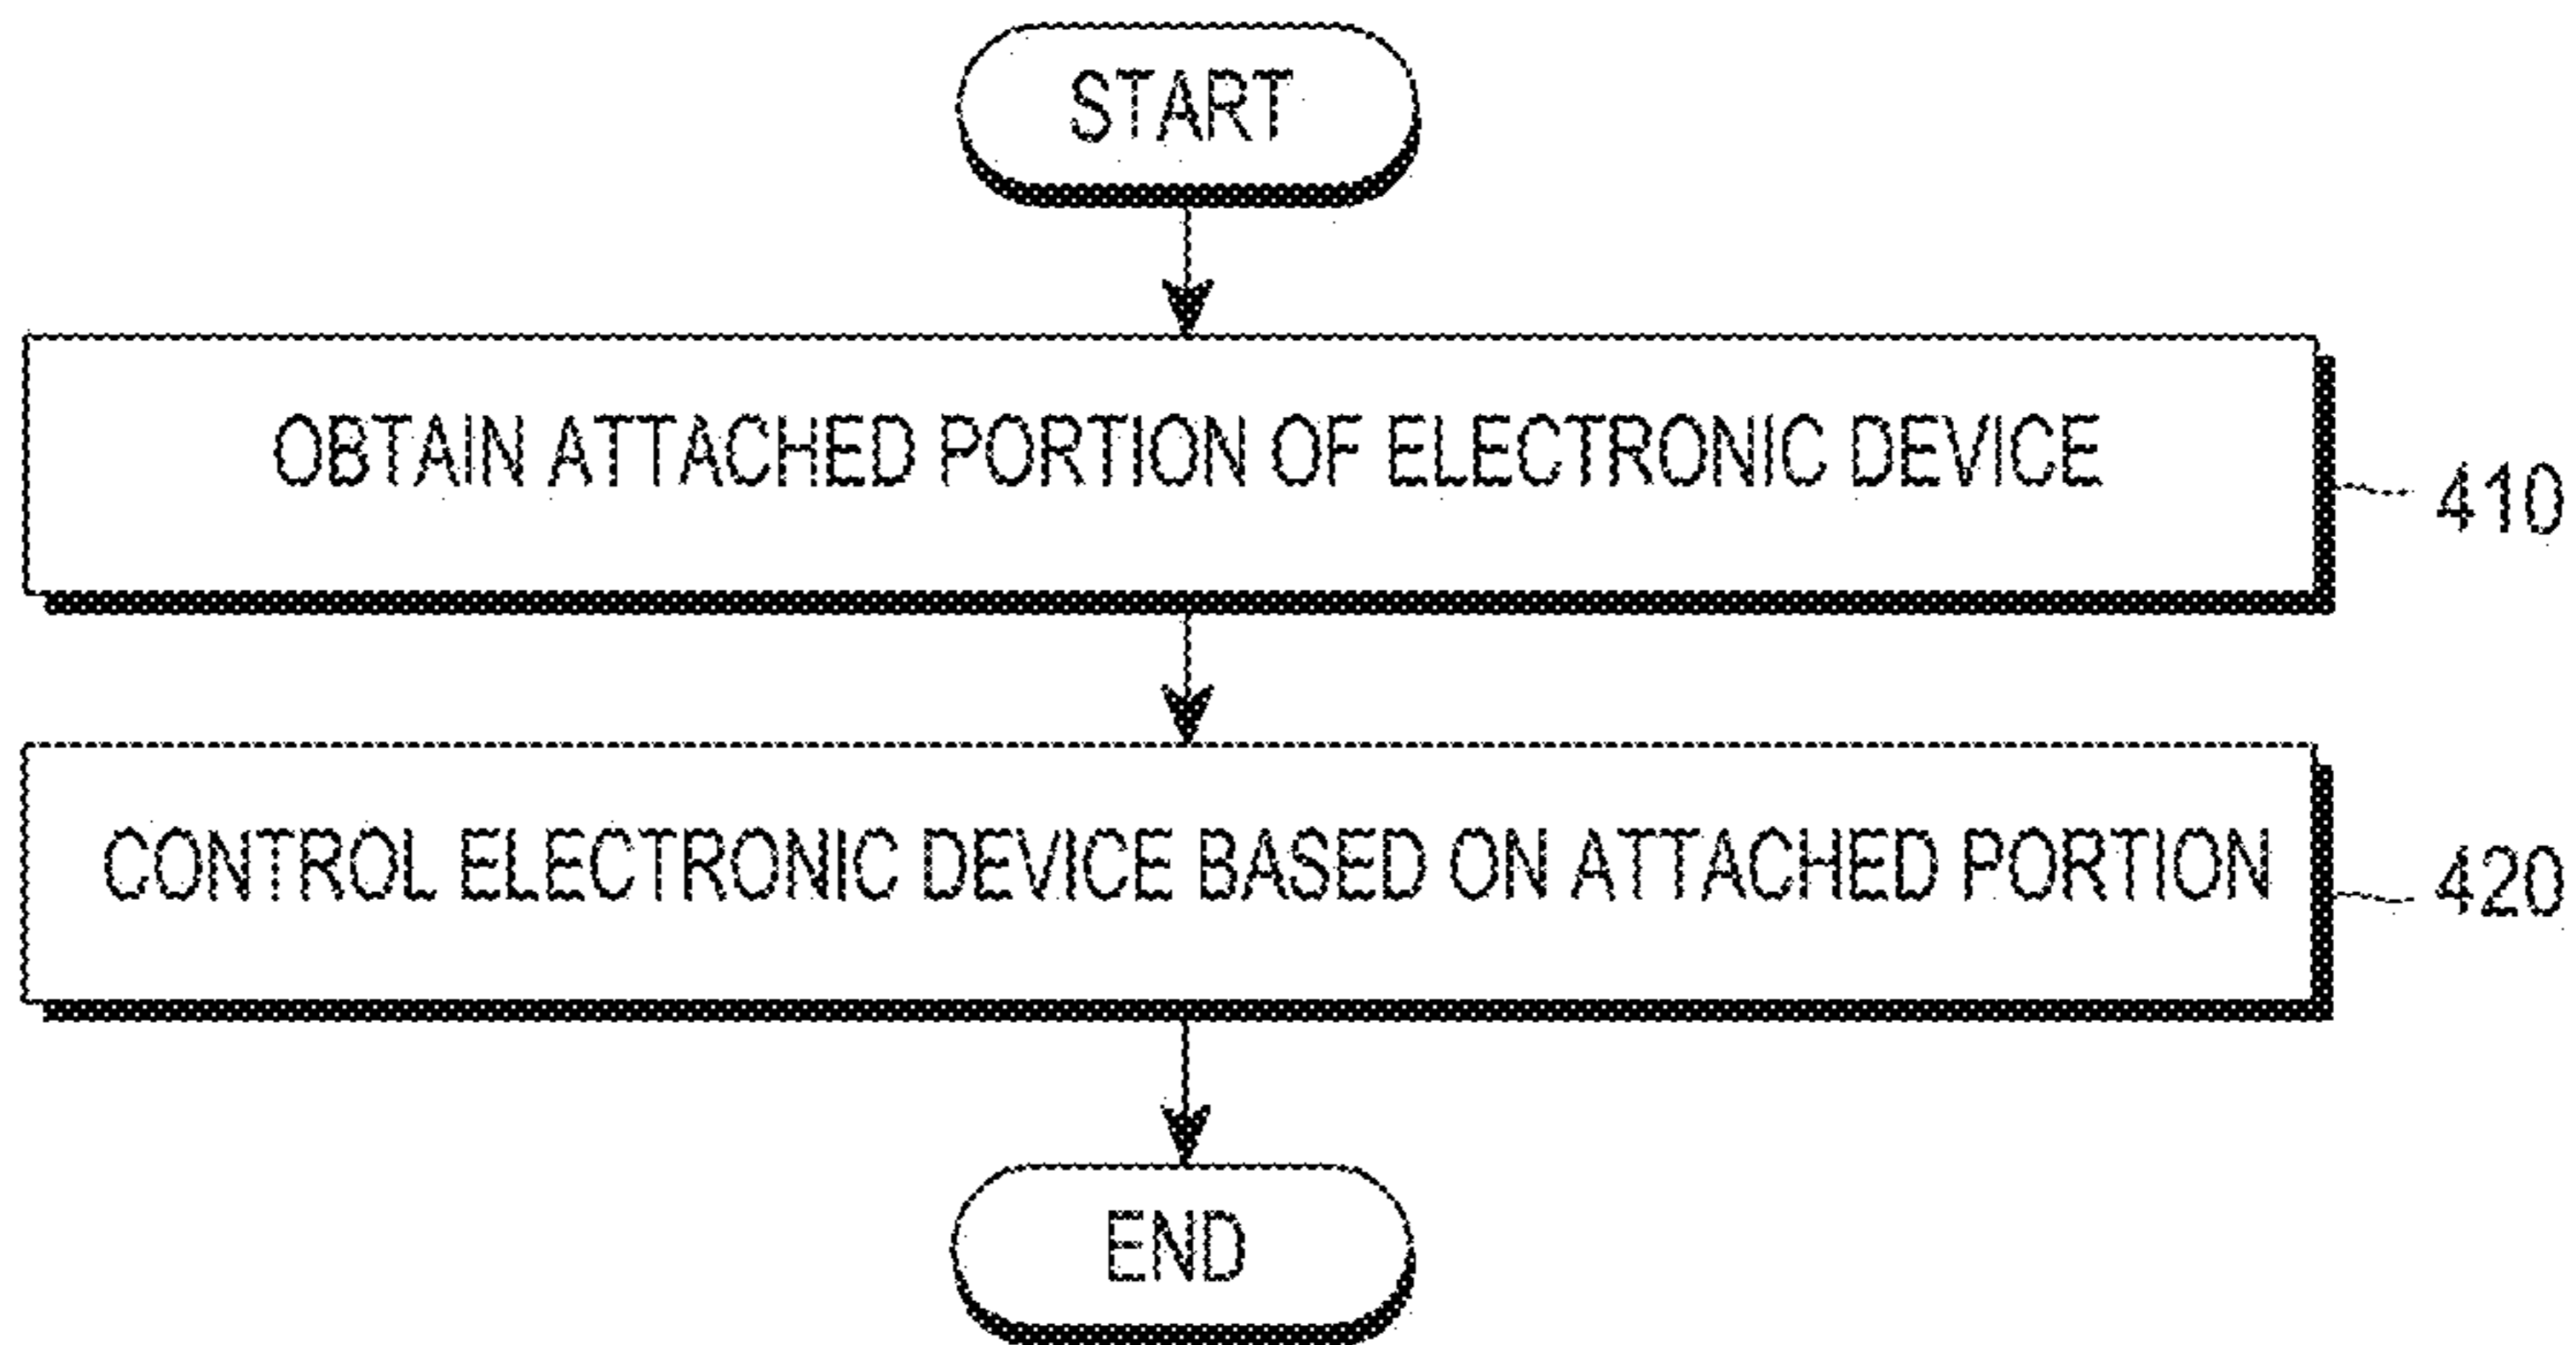 START
OBTAIN ATTACHED PORTION OF ELECTRONIC DEVICE
410
CONTROL ELECTRONIC DEVICE BASED ON ATTACHED PORTION
420
END